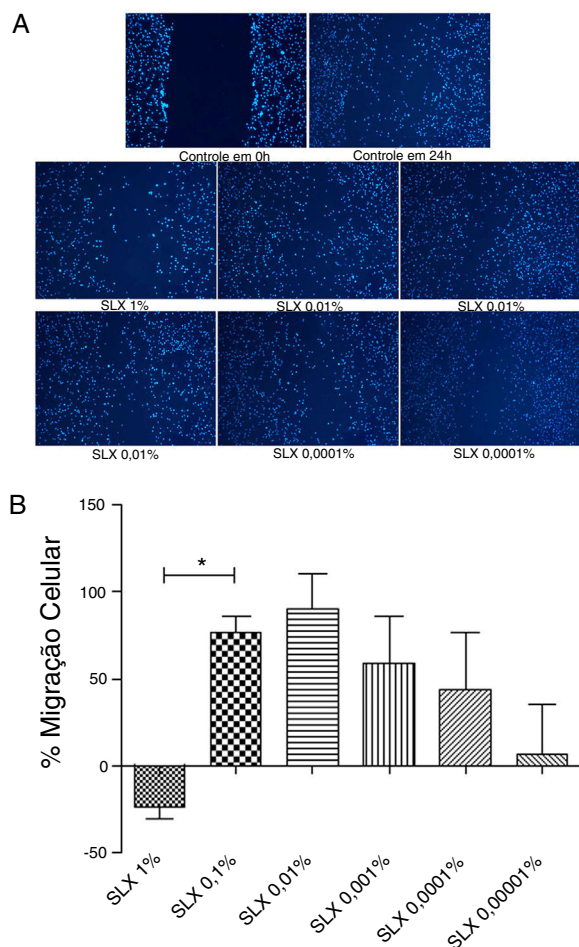 A
Controle em 0h
Controle em 24h
SLX 1%
SLX 0,01%
SLX 0,01%
SLX 0,01%
SLX 0,0001%
SLX 0,0001%
B
% Migração Celular
150
100
50
0
-50
*
SLX 1%
SLX 0,1%
SLX 0,01%
SLX 0,001%
SLX 0,0001%
SLX 0,00001%